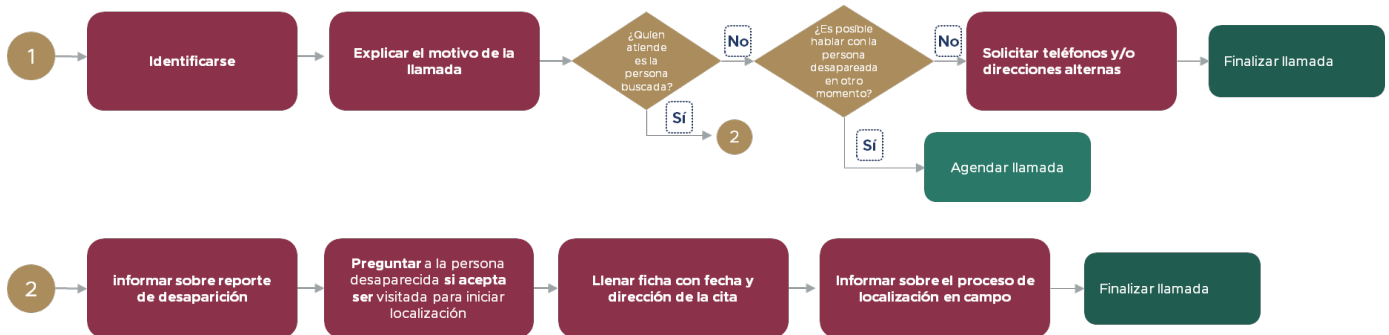 1
Identificarse
Explicar el motivo de la
llamada
¿Quien
atiende
es la
persona
buscada?
No
Sí
2
¿Es posible
hablar con la
persona
desapareada
en otro
momento?
No
Sí
Solicitar teléfonos y/o
direcciones alternas
Finalizar llamada
Agendar llamada
2
informar sobre reporte
de desaparición
Preguntar a la persona
desaparecida si acepta
ser visitada para iniciar
localización
Llenar ficha con fecha y
dirección de la cita
Informar sobre el proceso de
localización en campo
Finalizar llamada